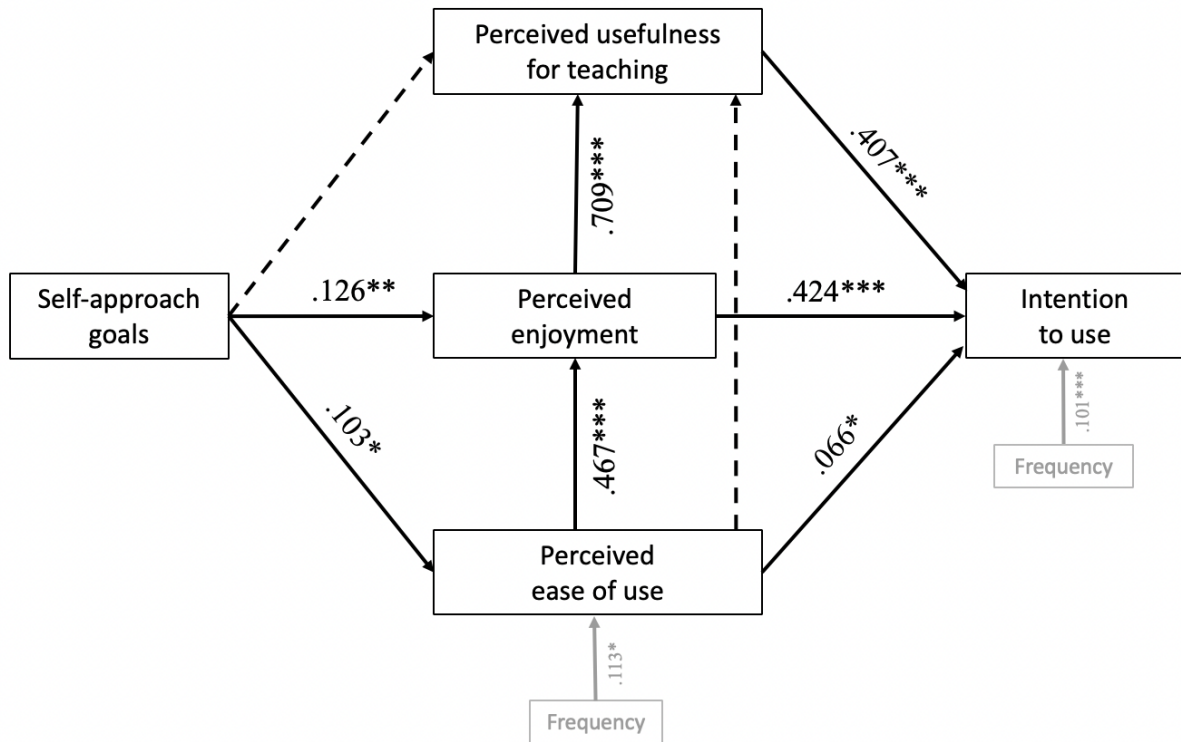 Perceived usefulness
for teaching
.407***
.709***
Self-approach
goals
.126**
Perceived
enjoyment
.424***
Intention
to use
.103*
.467***
.066*
.101***
Frequency
Perceived
ease of use
.113*
Frequency